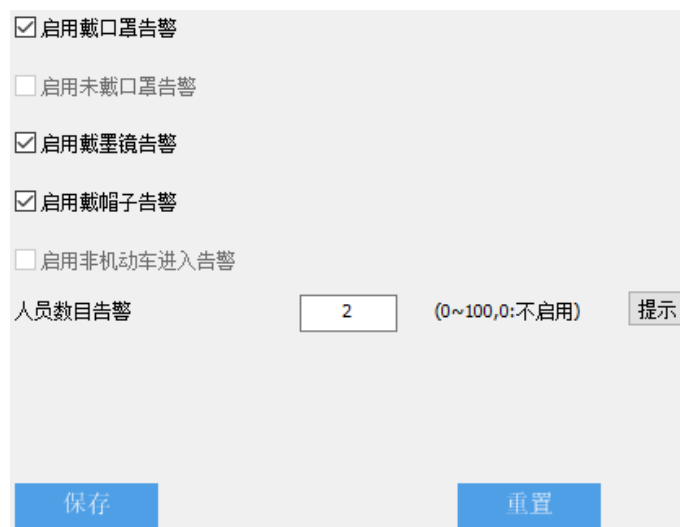 启用戴口罩告警
启用未戴口罩告警
启用戴墨镜告警
启用戴帽子告警
启用非机动车进入告警
人员数目告警 2 (0~100,0:不启用) 提示
保存 重置